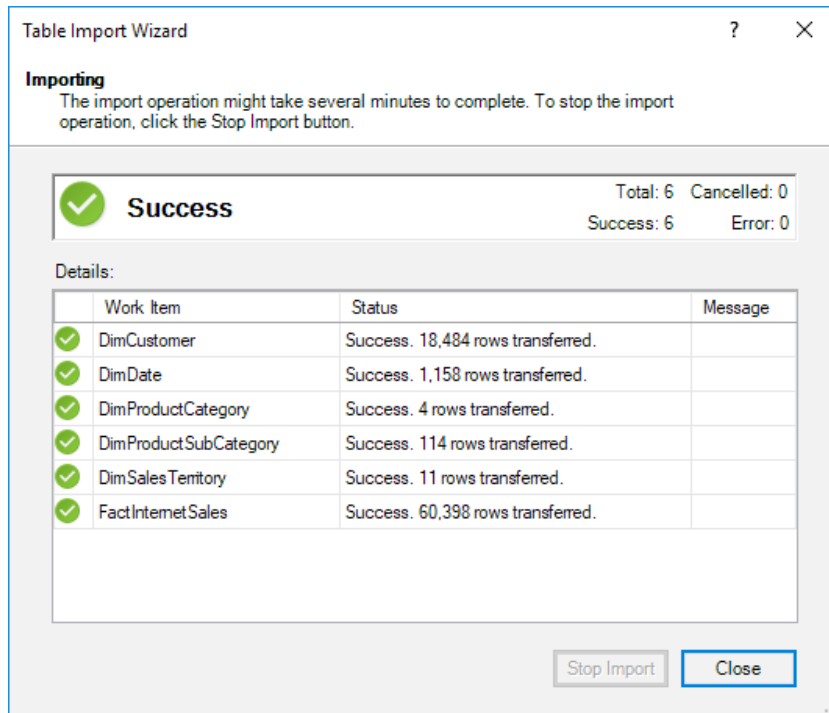 Table Import Wizard ?
Importing
The import operation might take several minutes to complete. To stop the import
operation, click the Stop Import button.
Success Total: 6 Cancelled: 0
Success: 6 Error: 0
Details:
Work Item Status Message
DimCustomer Success. 18,484 rows transferred.
DimDate Success. 1,158 rows transferred.
DimProductCategory Success. 4 rows transferred.
DimProductSubCategory Success. 114 rows transferred.
DimSalesTerritory Success. 11 rows transferred.
FactInternetSales Success. 60,398 rows transferred.
Stop Import Close